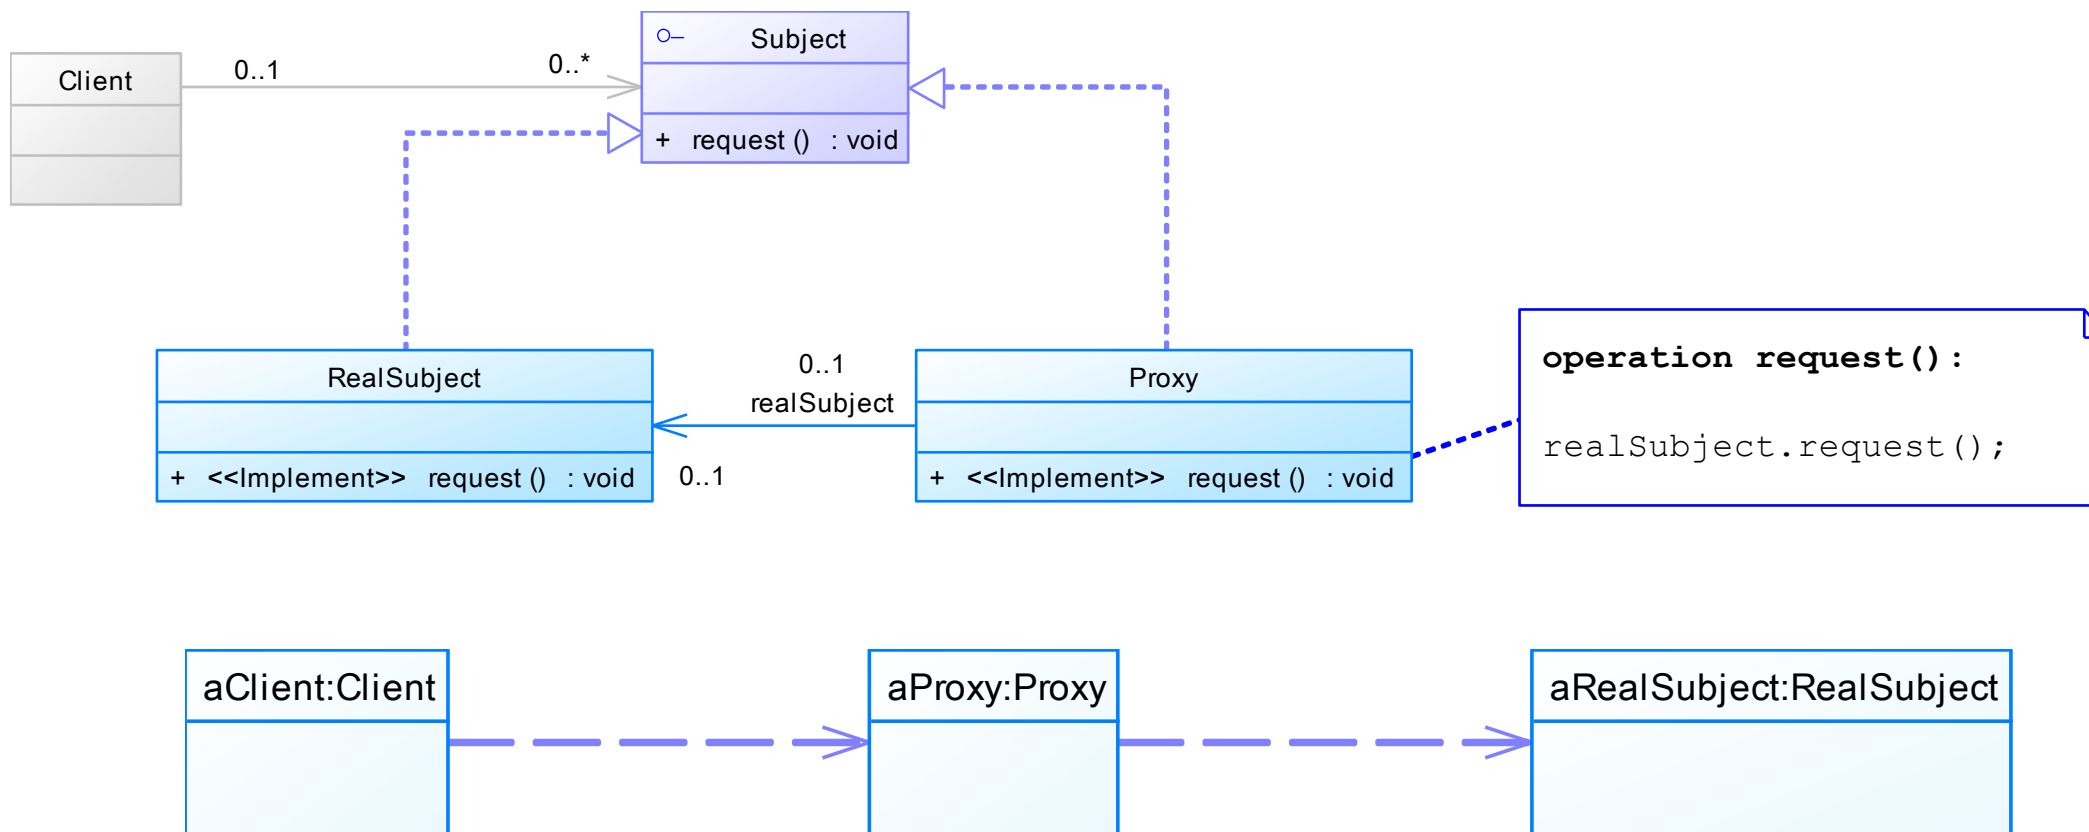 Subject
Client
0..1
0..*
+ request () : void
RealSubject
0..1
realSubject
Proxy
operation request():
realSubject.request();
+ <<Implement>> request () : void
0..1
+ <<Implement>> request () : void
aClient:Client
aProxy:Proxy
aRealSubject:RealSubject